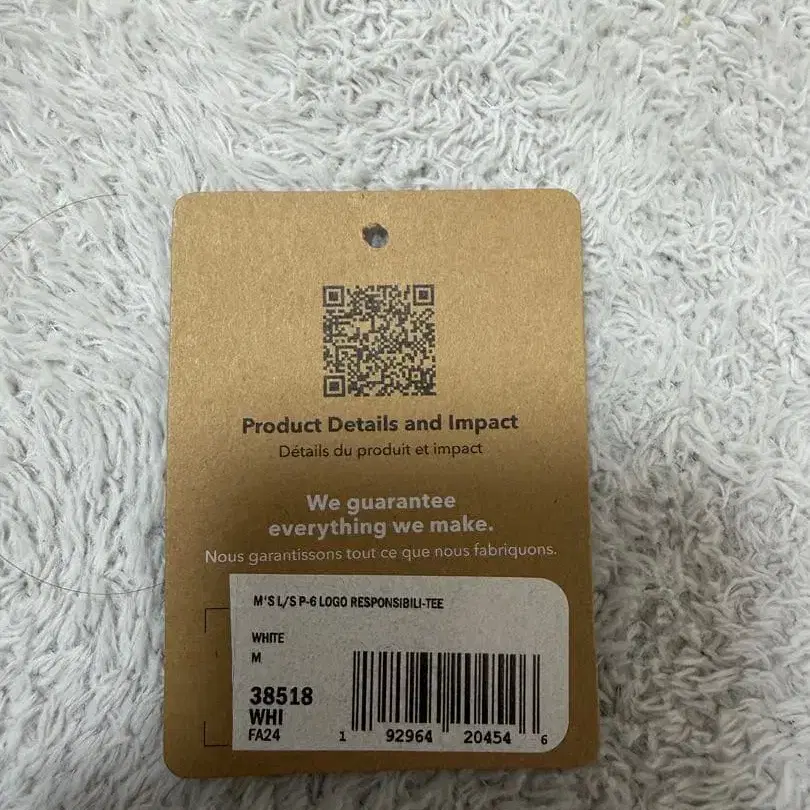 Product Details and Impact
Détails du produit et impact
We guarantee
everything we make.
Nous garantissons tout ce que nous fabriquons.
M'S L/S P-6 LOGO RESPONSIBILI-TEE
WHITE
M
38518
WHI
FA24
1 92964 20454 6